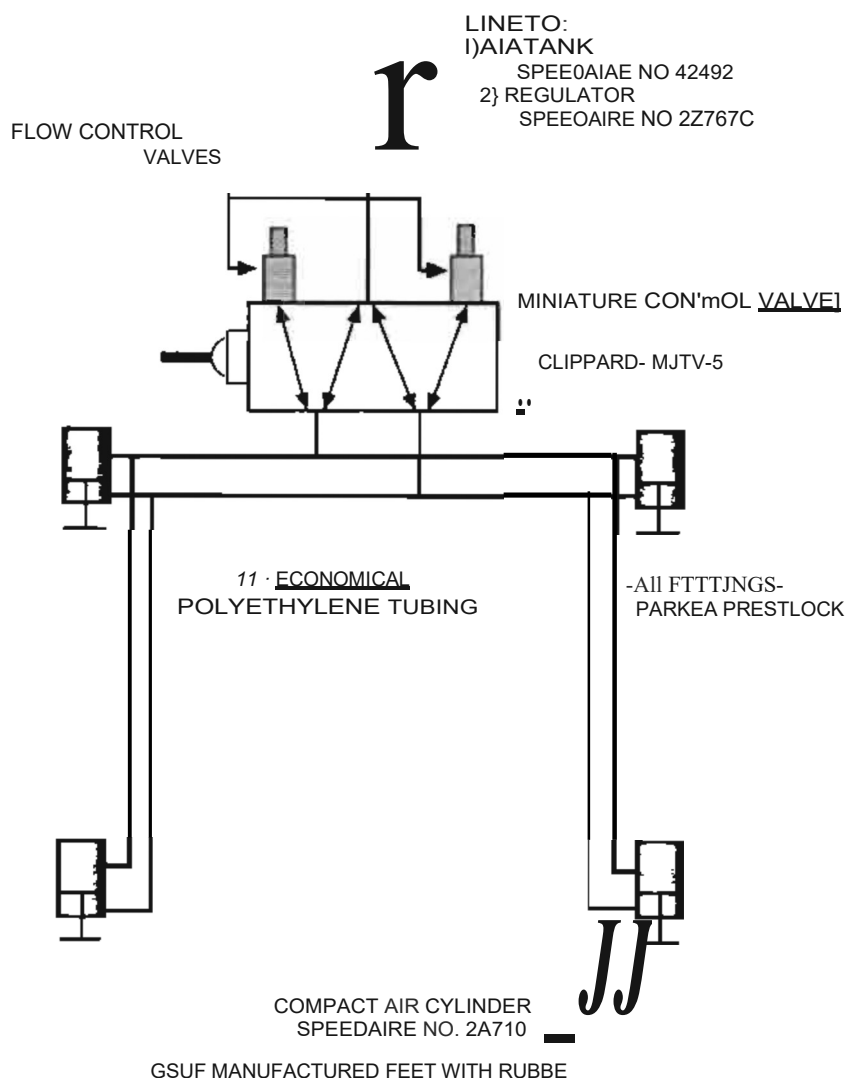 LINETO:
I)AIATANK
SPEE0AIAE NO 42492
2} REGULATOR
SPEEOAIRE NO 2Z767C
r
FLOW CONTROL
VALVES
MINIATURE CON'mOL VALVE]
CLIPPARD- MJTV-5
11 · ECONOMICAL
POLYETHYLENE TUBING
-All FTTTJNGS-
PARKEA PRESTLOCK
JJ
COMPACT AIR CYLINDER
SPEEDAIRE NO. 2A710
GSUF MANUFACTURED FEET WITH RUBBE